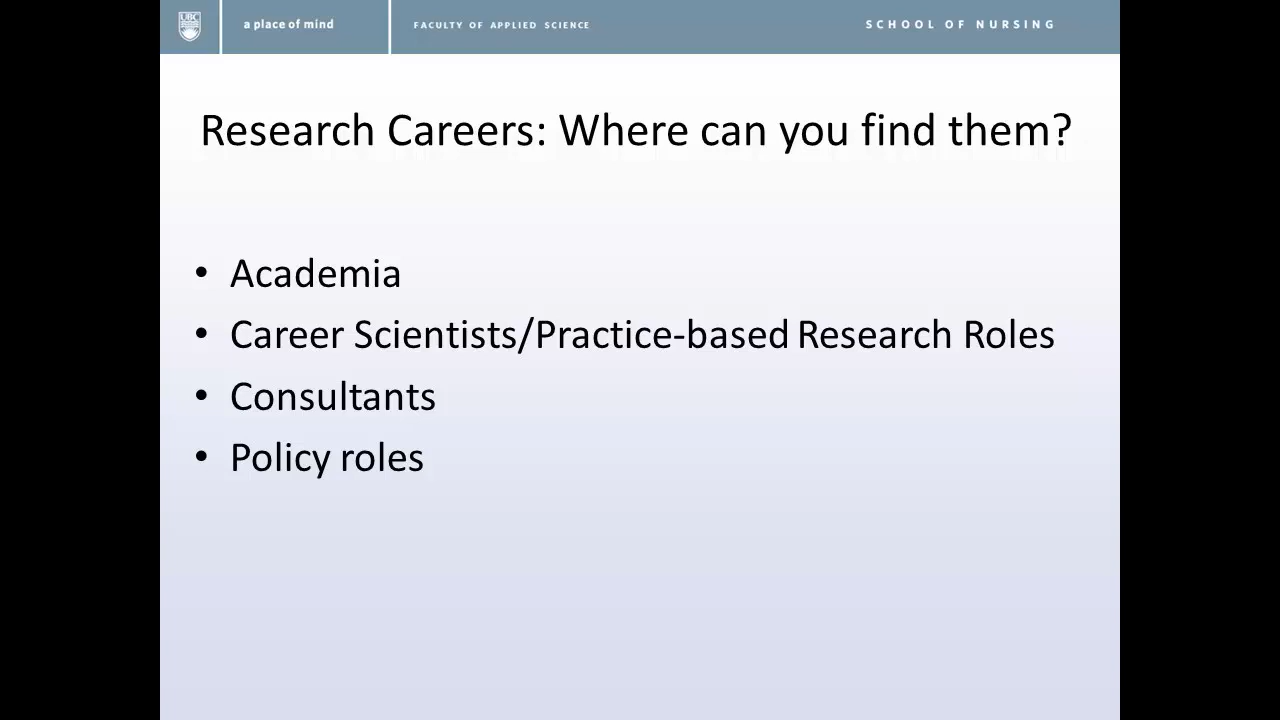 UBC
a place of mind
FACULTY OF APPLIED SCIENCE
SCHOOL OF NURSING
Research Careers: Where can you find them?
• Academia
• Career Scientists/Practice-based Research Roles
• Consultants
• Policy roles